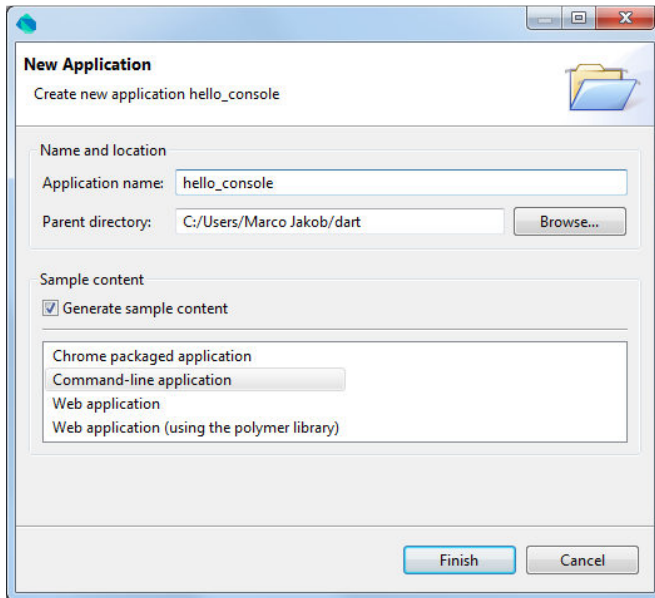 New Application
Create new application hello_console
Name and location
Application name: hello_console
Parent directory: C:/Users/Marco Jakob/dart Browse...
Sample content
Generate sample content
Chrome packaged application
Command-line application
Web application
Web application (using the polymer library)
Finish Cancel